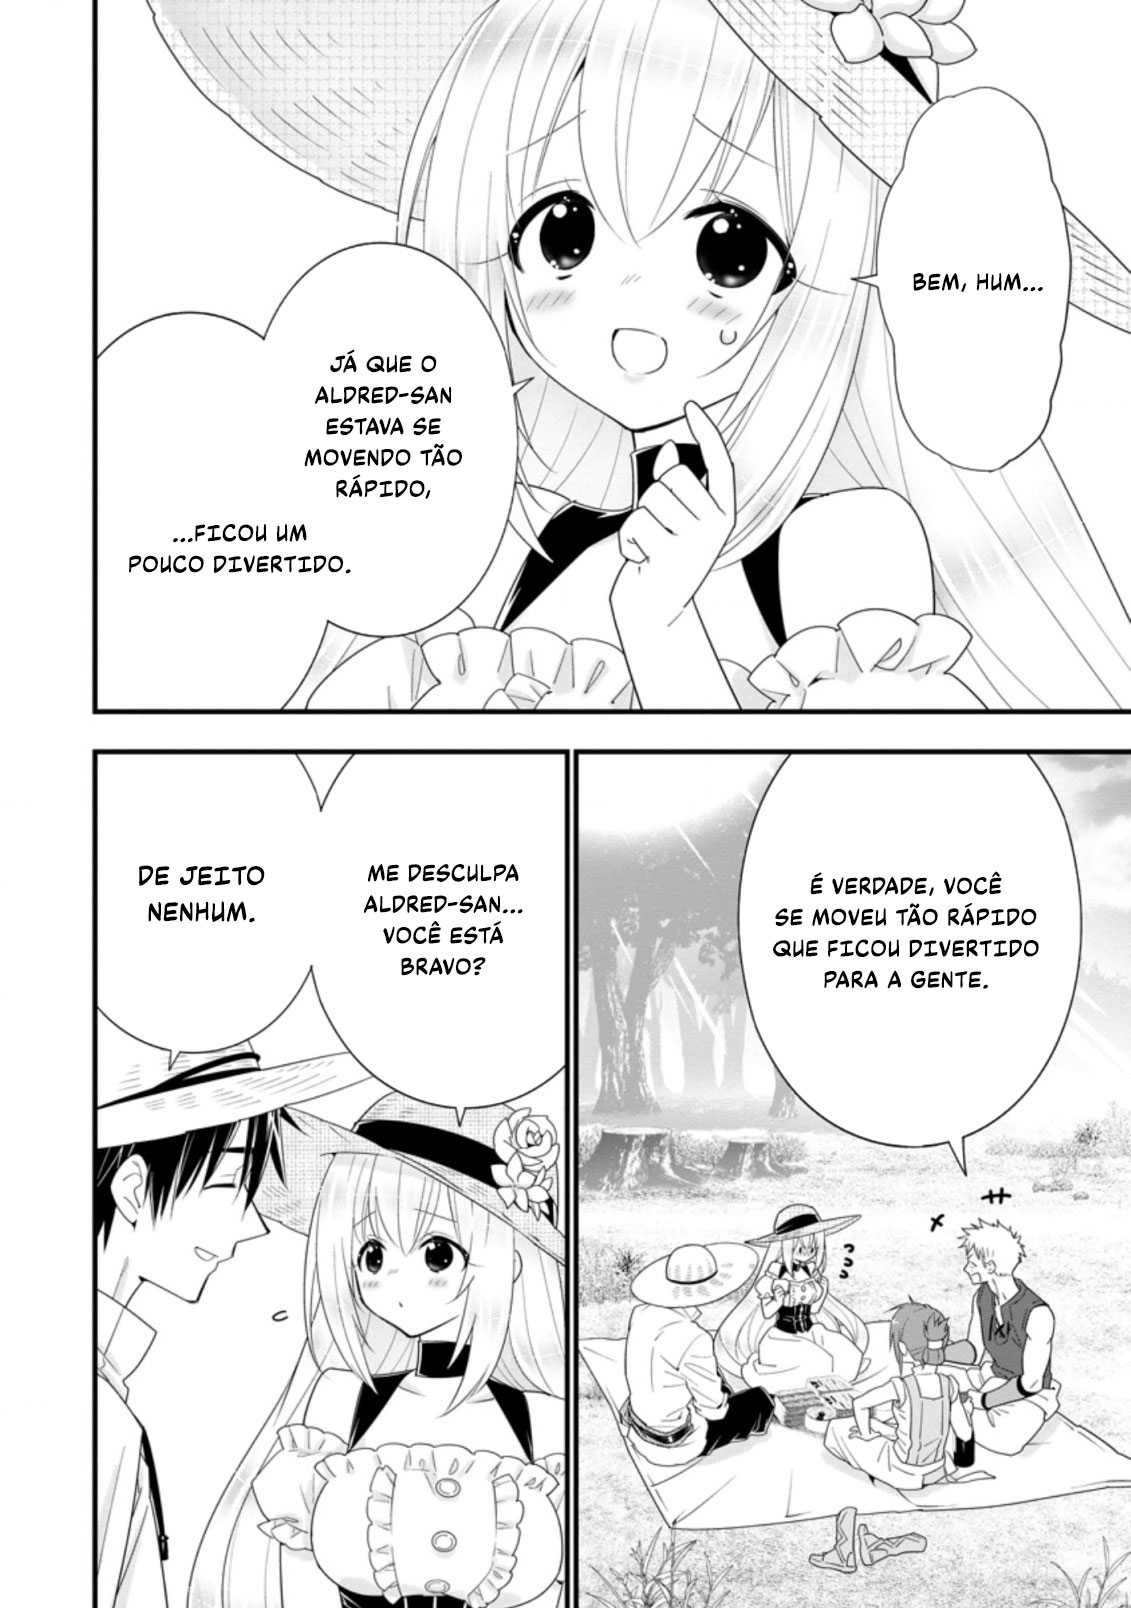 BEM, HUM...
JÁ QUE O
ALDRED-SAN
ESTAVA SE
MOVENDO TÃO
RÁPIDO,
...FICOU UM
POUCO DIVERTIDO.
É VERDADE, VOCÊ
SE MOVEU TÃO RÁPIDO
QUE FICOU DIVERTIDO
PARA A GENTE.
ME DESCULPA
ALDRED-SAN...
VOCÊ ESTÁ
BRAVO?
DE JEITO
NENHUM.